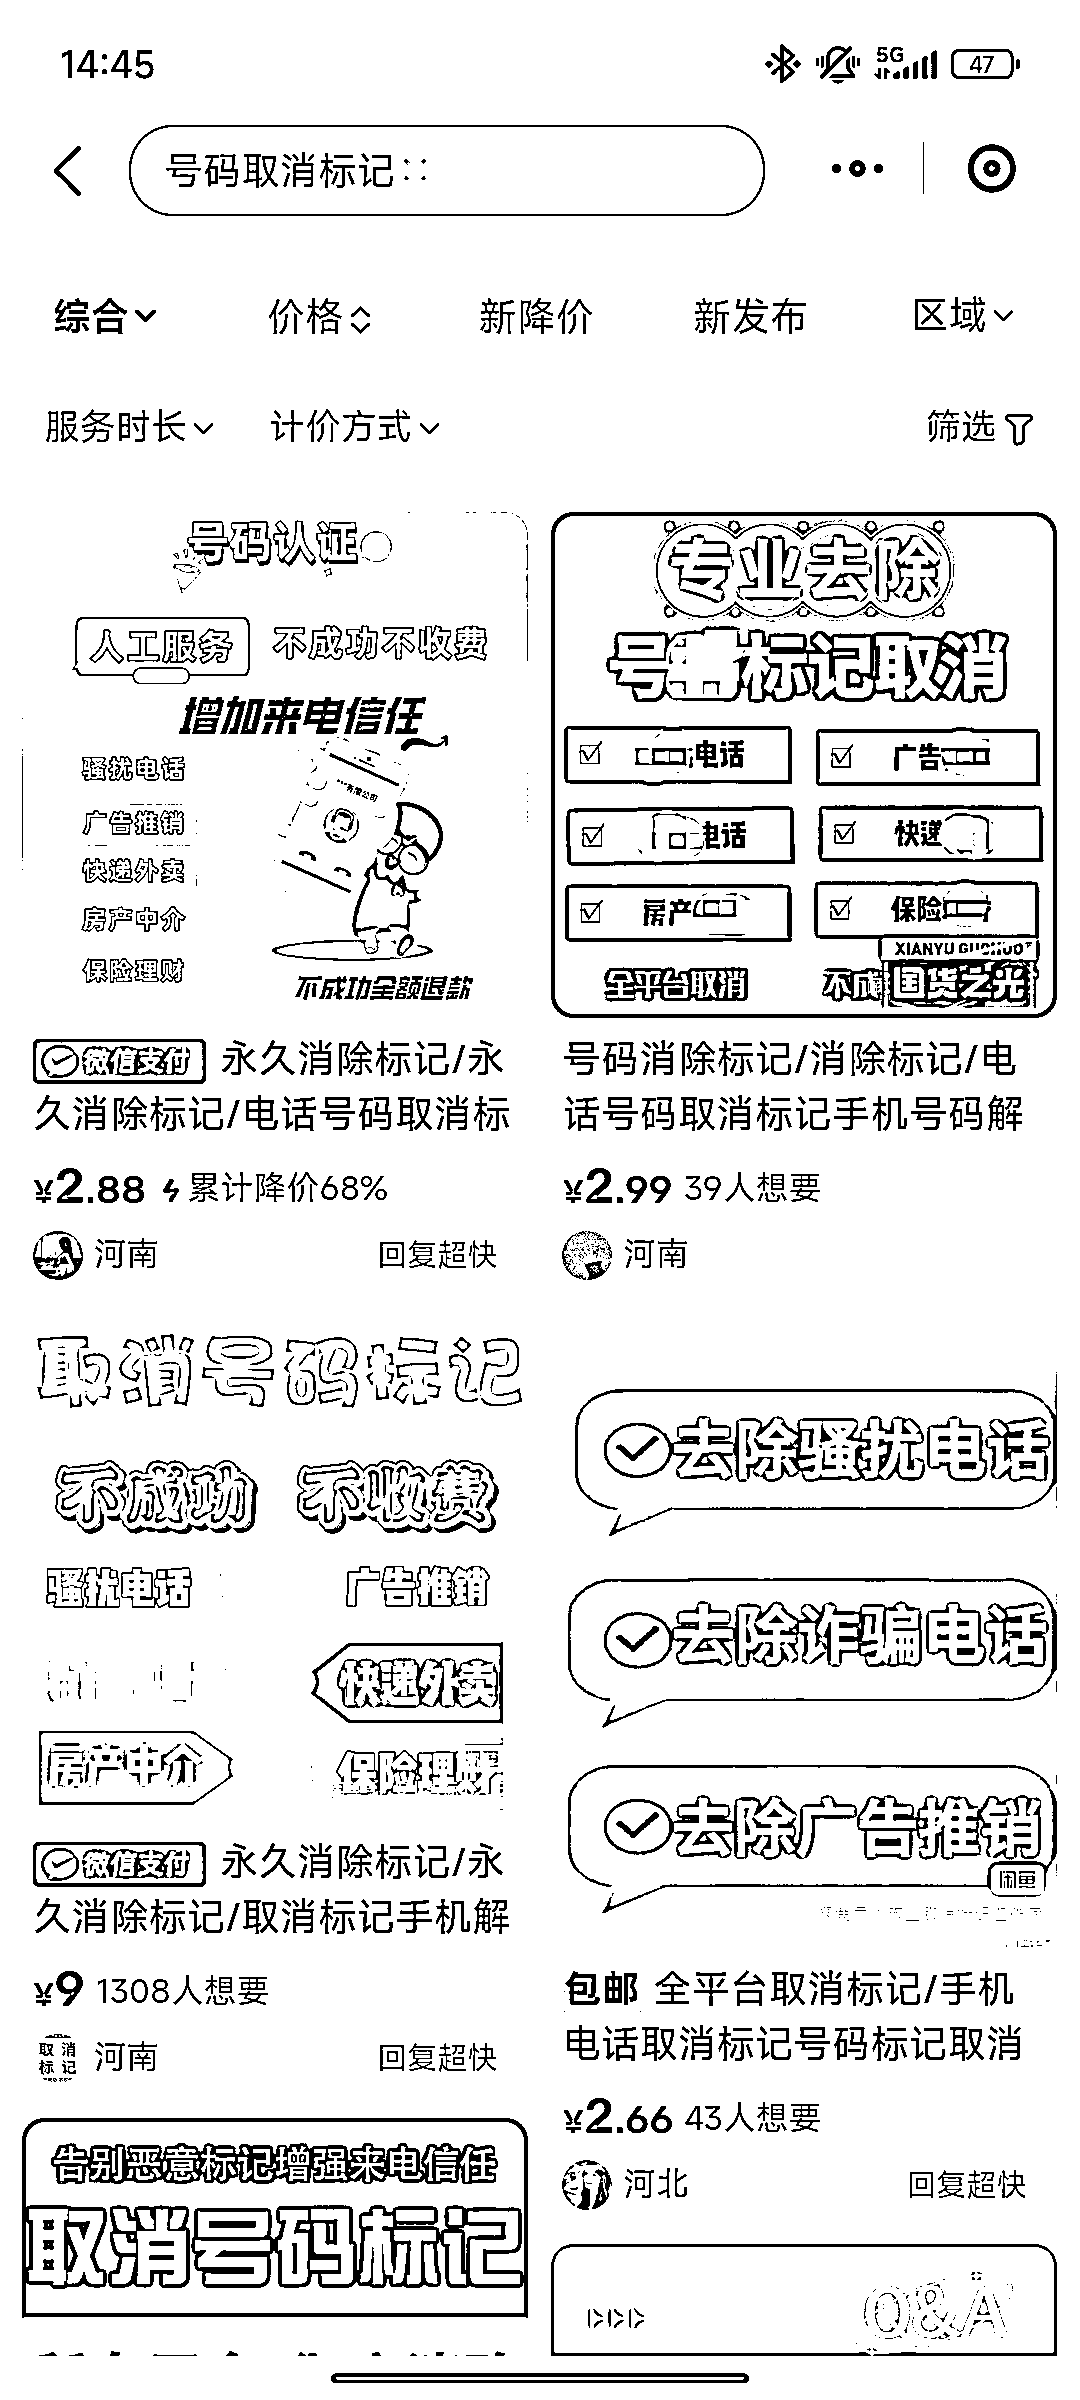 14:45
5G
47
号码取消标记
综合
价格
新降价
新发布
区域
服务时长
计价方式
筛选
号码认证
人工服务
不成功不收费
增加来电信任
骚扰电话
广告推销
快递外卖
房产中介
保险理财
有限公司
不成功全额退款
微信支付 永久消除标记/永
久消除标记/电话号码取消标
¥2.88 累计降价68%
河南
回复超快
专业去除
号 标记取消
电话
广告
电话
快递
房产
保险
XIANYU GUOHUO
全平台取消
不成
国货之光
号码消除标记/消除标记/电
话号码取消标记手机号码解
¥2.99 39人想要
河南
取消号码标记
不成功 不收费
骚扰电话
广告推销
快递外卖
房产中介
保险理财
微信支付 永久消除标记/永
久消除标记/取消标记手机解
¥9 1308人想要
取消
标记
河南
回复超快
去除骚扰电话
去除诈骗电话
去除广告推销
闲鱼
包邮 全平台取消标记/手机
电话取消标记号码标记取消
¥2.66 43人想要
河北
回复超快
告别恶意标记增强来电信任
取消号码标记
Q&A